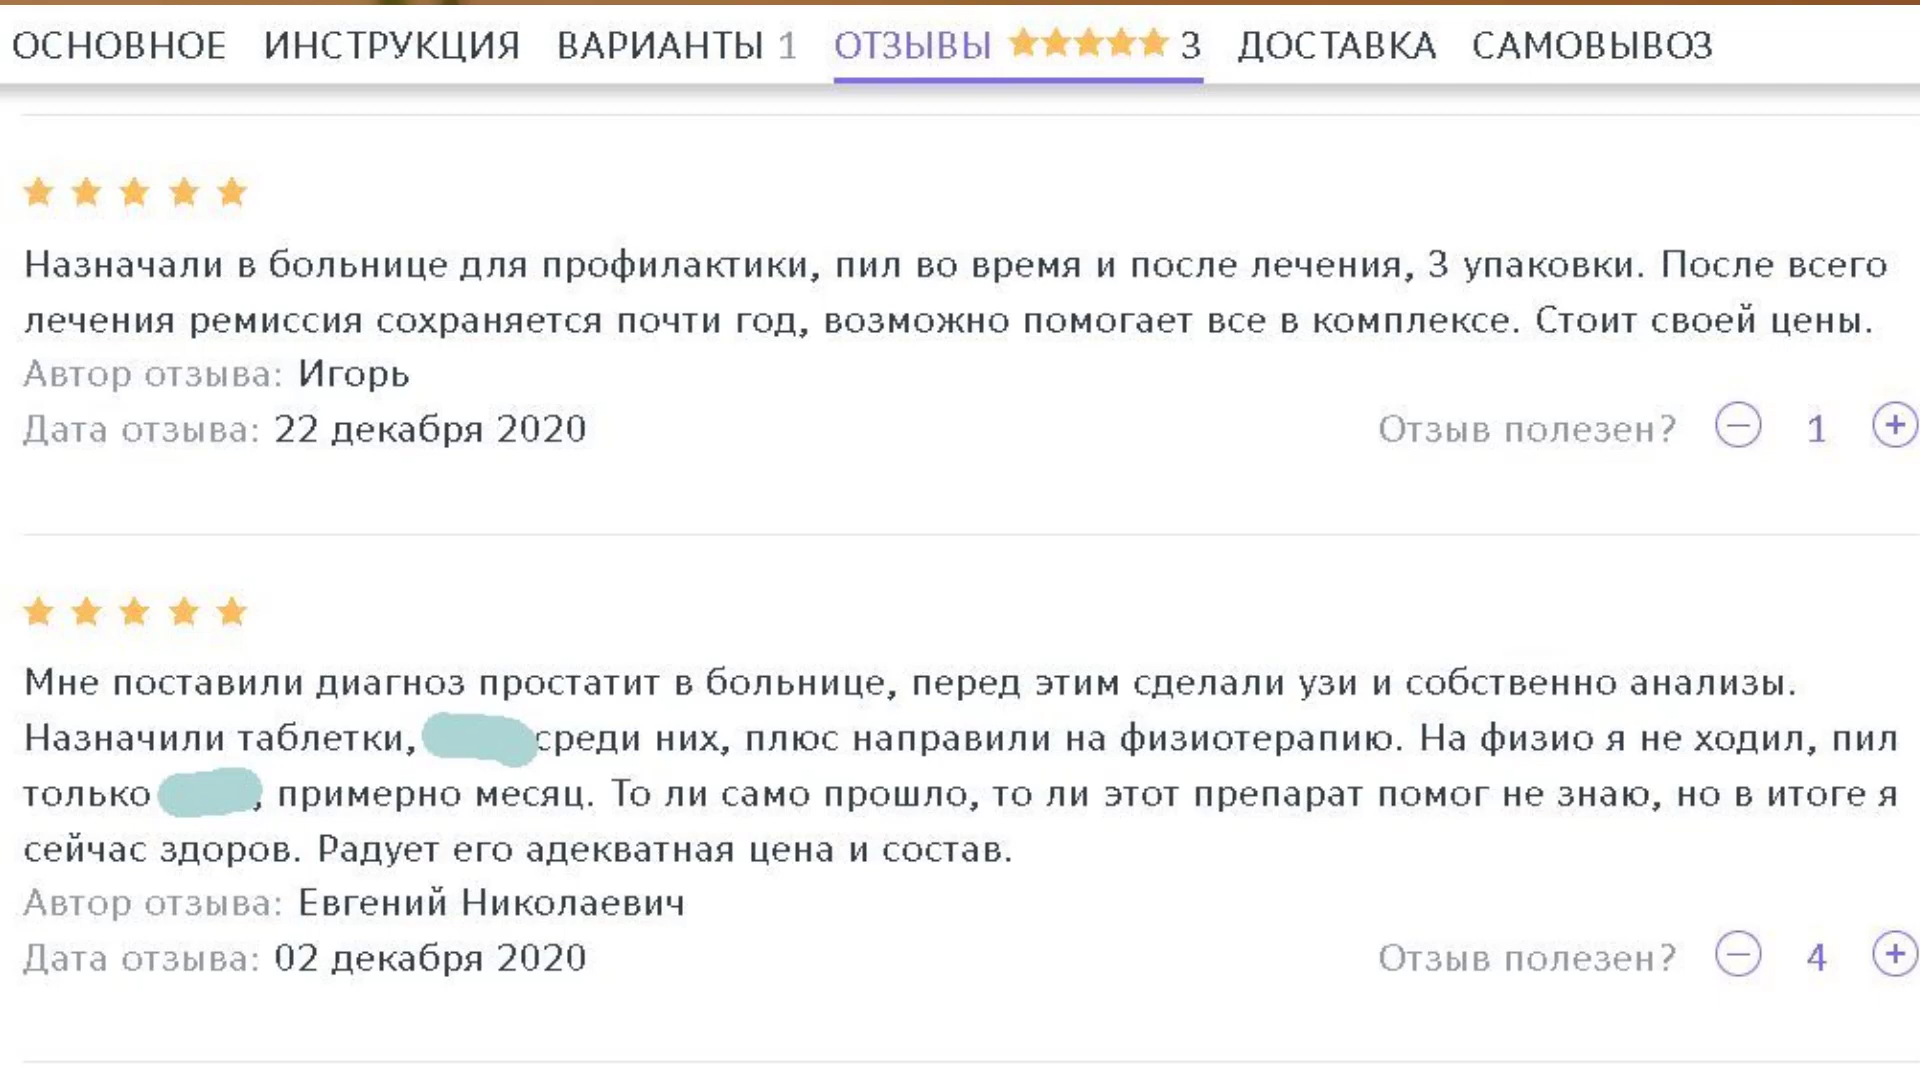 ОСНОВНОЕ ИНСТРУКЦИЯ ВАРИАНТЫ 1 ОТЗЫВЫ 3 ДОСТАВКА САМОВЫВОЗ
Назначали в больнице для профилактики, пил во время и после лечения, 3 упаковки. После всего
лечения ремиссия сохраняется почти год, возможно помогает все в комплексе. Стоит своей цены.
Автор отзыва: Игорь
Дата отзыва: 22 декабря 2020 Отзыв полезен? − 1 +
Мне поставили диагноз простатит в больнице, перед этим сделали узи и собственно анализы.
Назначили таблетки, среди них, плюс направили на физиотерапию. На физио я не ходил, пил
только , примерно месяц. То ли само прошло, то ли этот препарат помог не знаю, но в итоге я
сейчас здоров. Радует его адекватная цена и состав.
Автор отзыва: Евгений Николаевич
Дата отзыва: 02 декабря 2020 Отзыв полезен? − 4 +